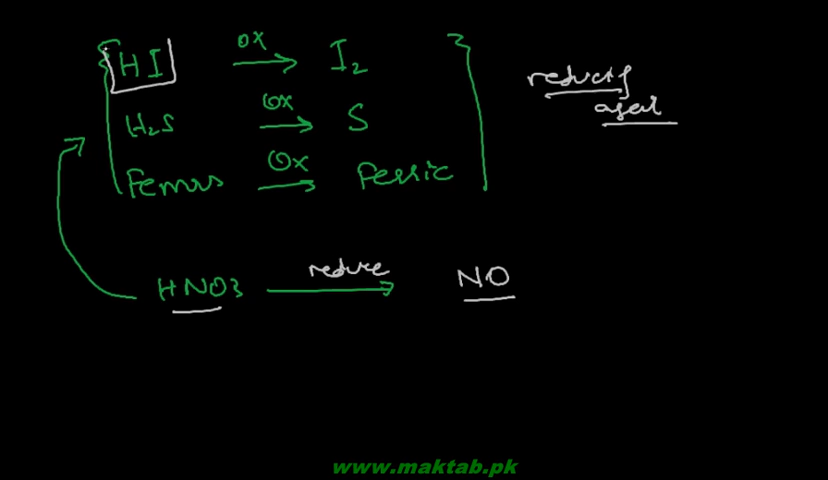 HI ox → I₂
reducing
agent
H₂S ox → S
Ferrous ox → Ferric
HNO3 reduce → NO
www.maktab.pk